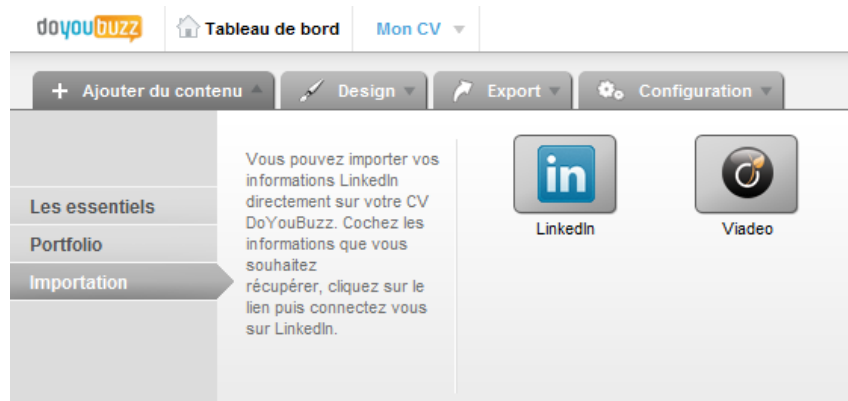 doyoubuzz Tableau de bord Mon CV
+ Ajouter du contenu Design Export Configuration
Les essentiels
Portfolio
Importation
Vous pouvez importer vos
informations LinkedIn
directement sur votre CV
DoYouBuzz. Cochez les
informations que vous
souhaitez
récupérer, cliquez sur le
lien puis connectez vous
sur LinkedIn.
in
LinkedIn
Viadeo